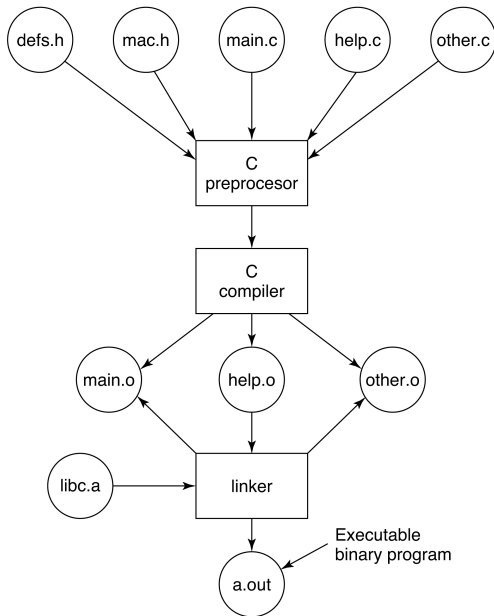 defs.h
mac.h
main.c
help.c
other.c
C
preprocesor
C
compiler
main.o
help.o
other.o
libc.a
linker
Executable
binary program
a.out